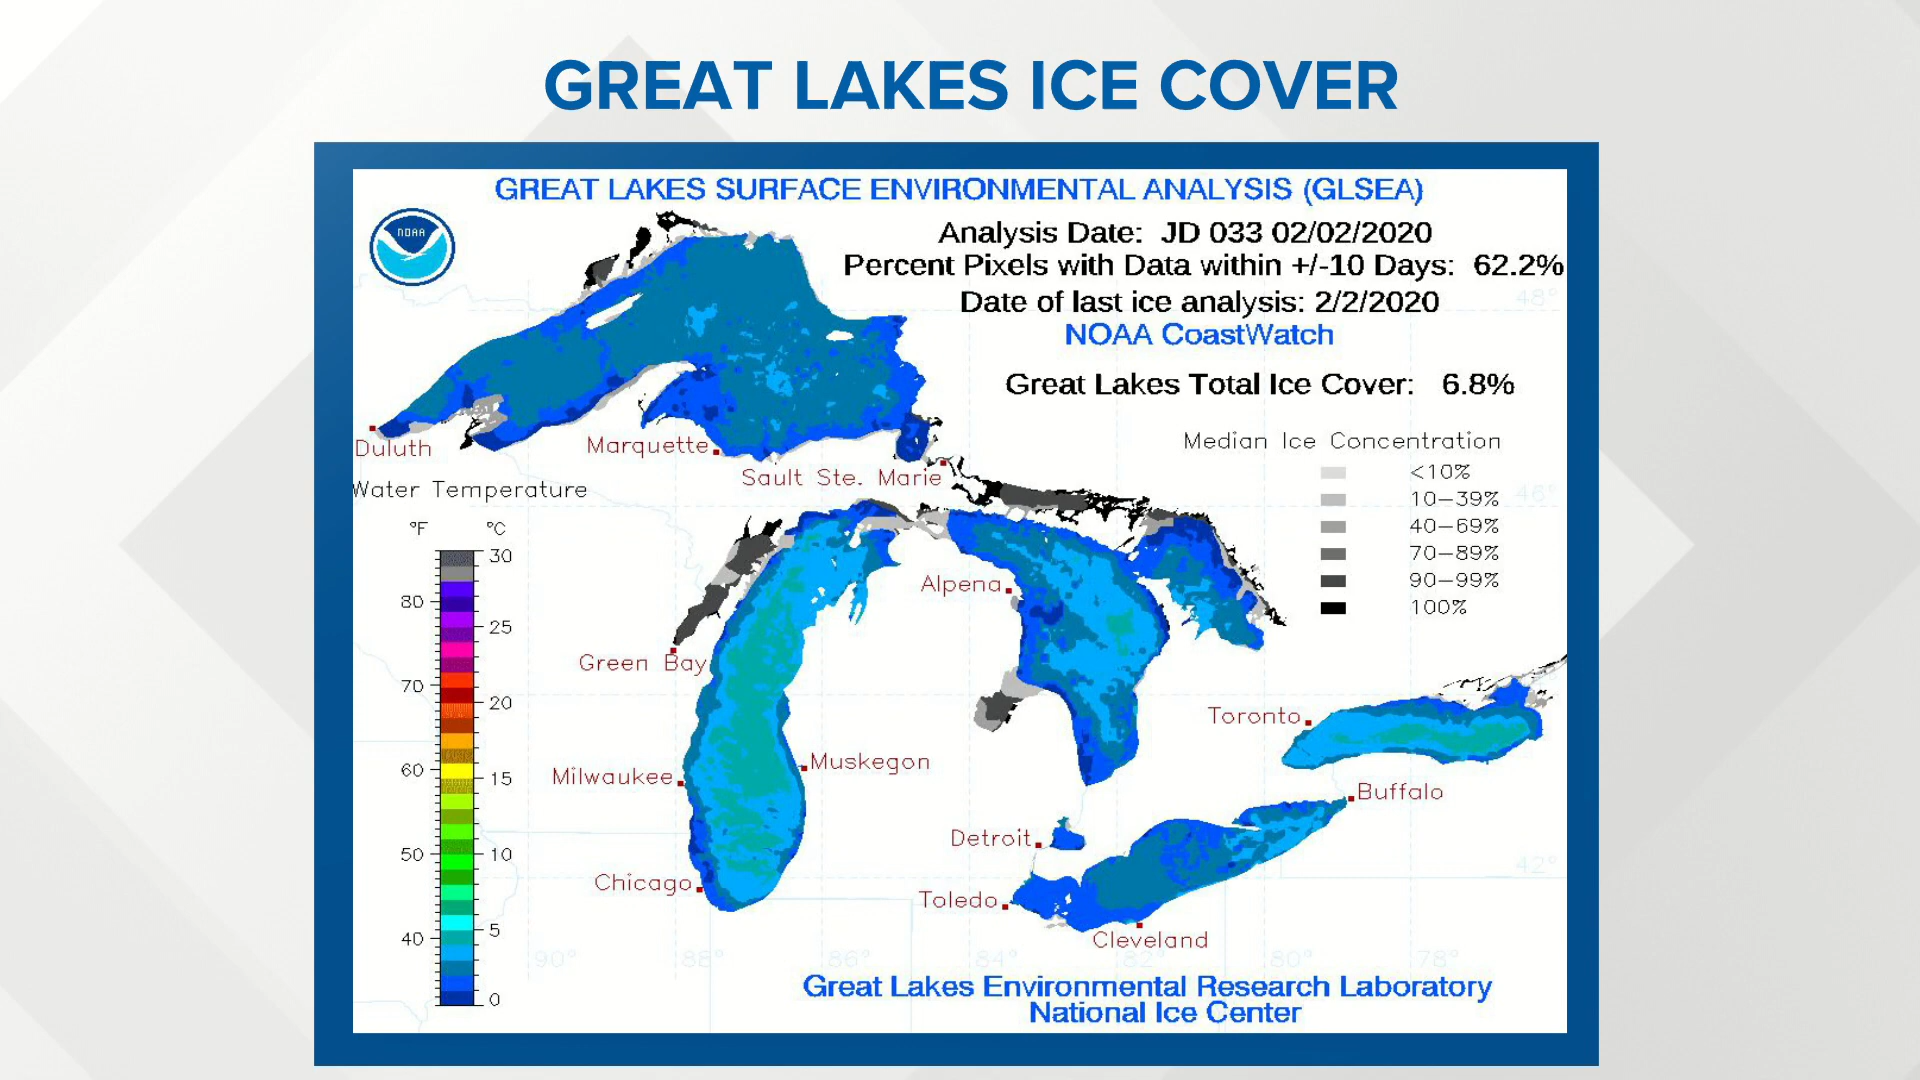 GREAT LAKES ICE COVER
GREAT LAKES SURFACE ENVIRONMENTAL ANALYSIS (GLSEA)
NOAA
Analysis Date: JD 033 02/02/2020
Percent Pixels with Data within +/-10 Days: 62.2%
Date of last ice analysis: 2/2/2020
NOAA CoastWatch
Great Lakes Total Ice Cover: 6.8%
48°
Median Ice Concentration
<10%
10-39%
46°
40-69%
70-89%
90-99%
100%
Duluth
Marquette
Sault Ste. Marie
Water Temperature
°F
°C
30
80
25
70
20
60
15
50
10
40
5
0
Alpena
Green Bay
Toronto
Milwaukee
Muskegon
Buffalo
Detroit
42°
Chicago
Toledo
Cleveland
90°
88°
86°
84°
82°
80°
78°
Great Lakes Environmental Research Laboratory
National Ice Center